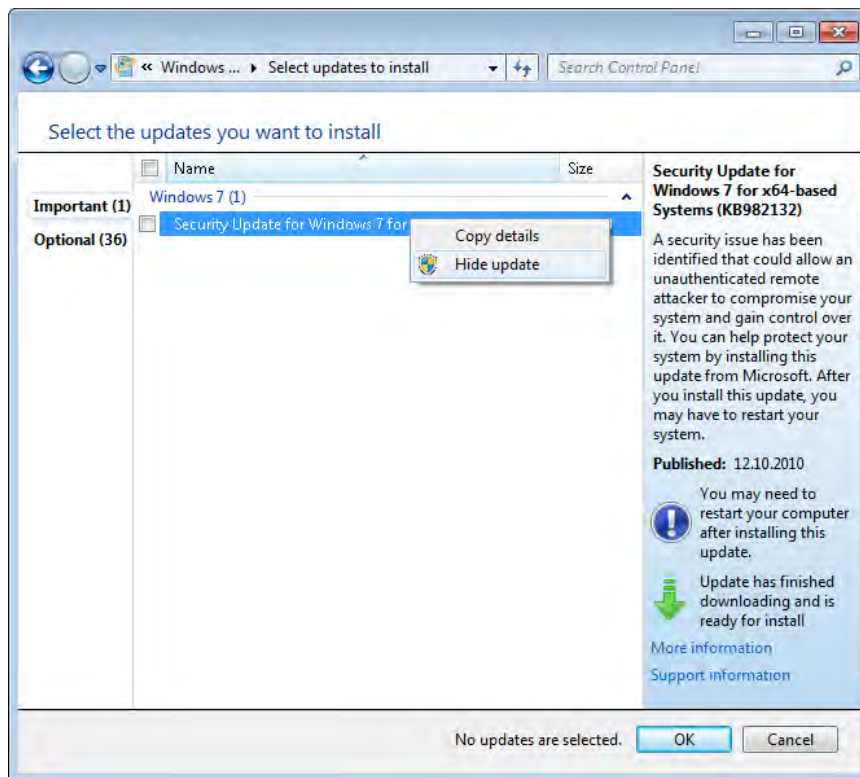 « Windows ... ▸ Select updates to install
Search Control Panel
Select the updates you want to install
Name
Size
Important (1)
Optional (36)
Windows 7 (1)
Security Update for Windows 7 for
Copy details
Hide update
Security Update for
Windows 7 for x64-based
Systems (KB982132)
A security issue has been
identified that could allow an
unauthenticated remote
attacker to compromise your
system and gain control over
it. You can help protect your
system by installing this
update from Microsoft. After
you install this update, you
may have to restart your
system.
Published: 12.10.2010
You may need to
restart your computer
after installing this
update.
Update has finished
downloading and is
ready for install
More information
Support information
No updates are selected.
OK
Cancel